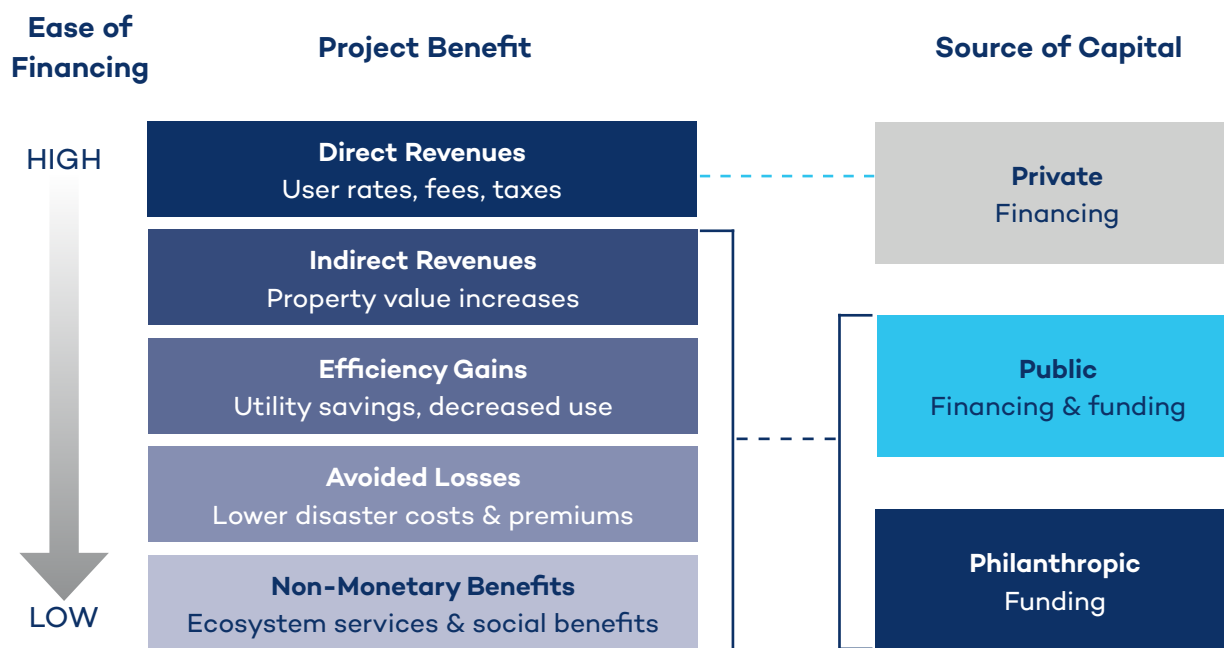 Ease of
Financing
Project Benefit
Source of Capital
HIGH
LOW
Direct Revenues
User rates, fees, taxes
Indirect Revenues
Property value increases
Efficiency Gains
Utility savings, decreased use
Avoided Losses
Lower disaster costs & premiums
Non-Monetary Benefits
Ecosystem services & social benefits
Private
Financing
Public
Financing & funding
Philanthropic
Funding